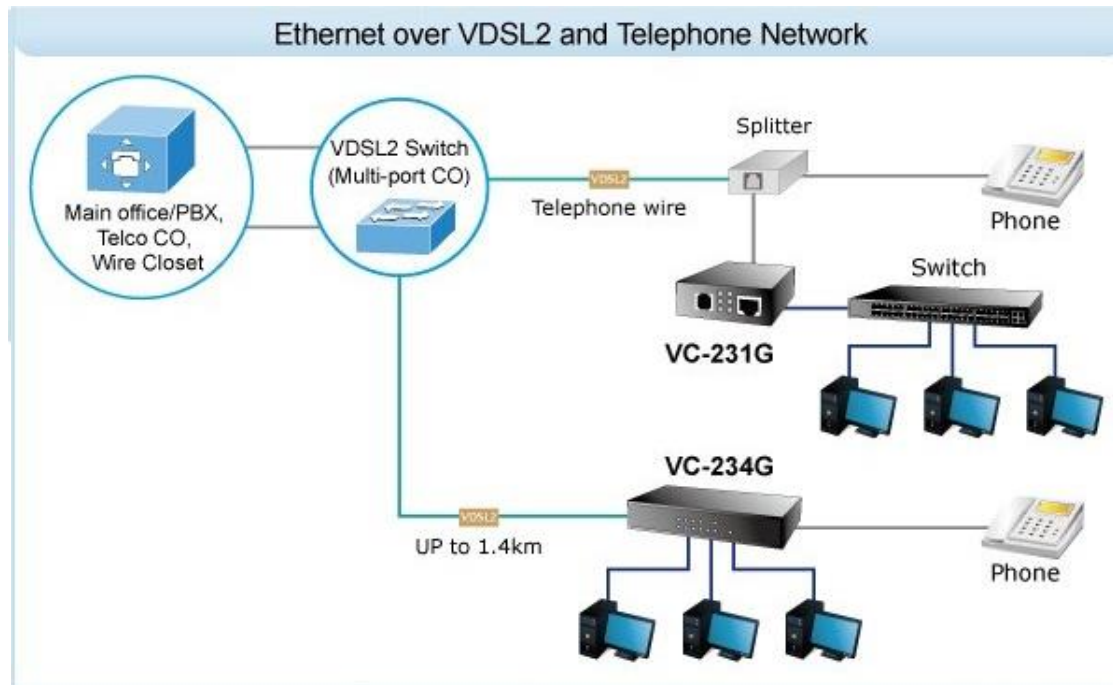 Ethernet over VDSL2 and Telephone Network
Main office/PBX,
Telco CO,
Wire Closet
VDSL2 Switch
(Multi-port CO)
VDSL2
Telephone wire
Splitter
Phone
Switch
VC-231G
VC-234G
VDSL2
UP to 1.4km
Phone